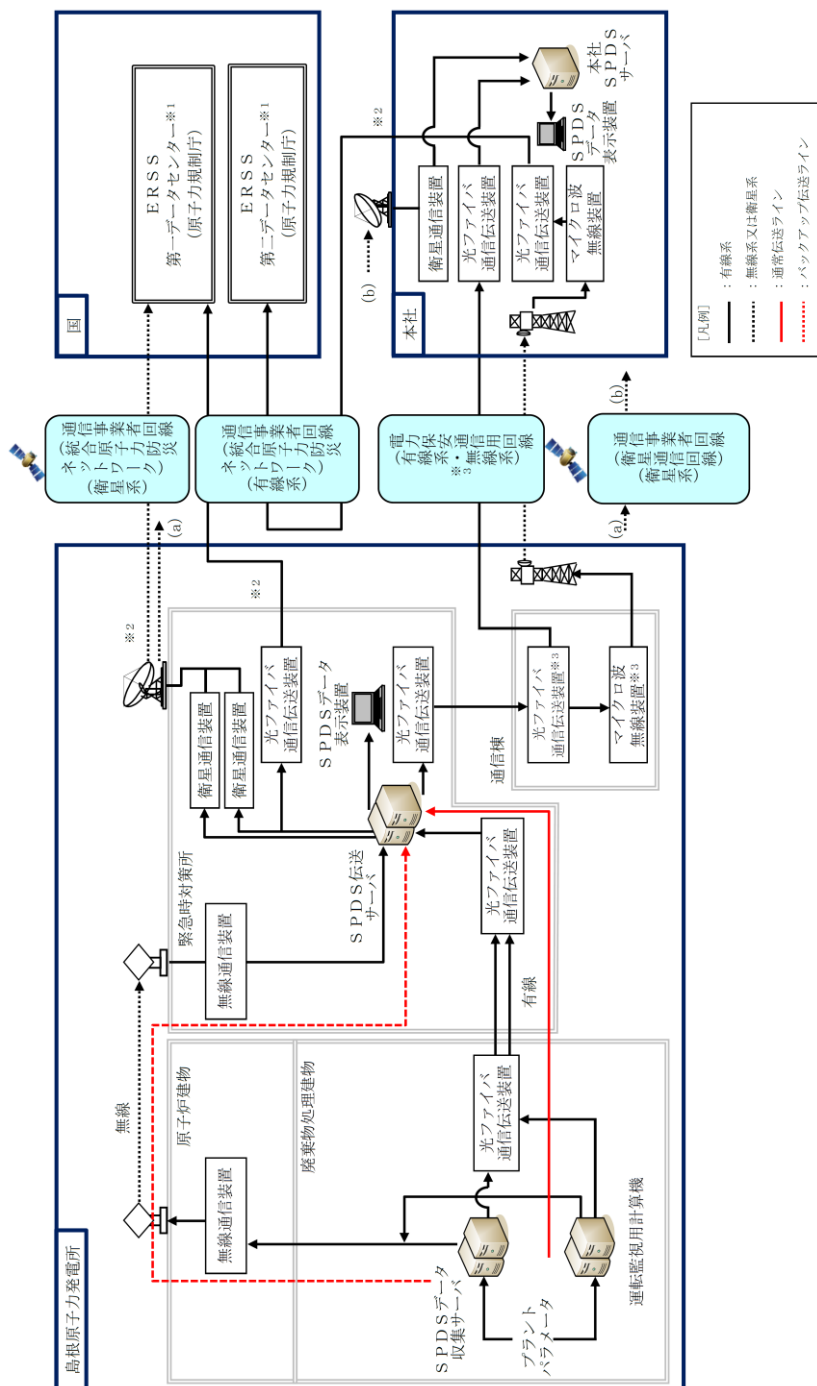 島根原子力発電所
原子炉建物
無線通信装置
無線
廃棄物処理建物
SPDSデータ
収集サーバ
プラント
パラメータ
運転監視用計算機
光ファイバ
通信伝送装置
有線
緊急時対策所
無線通信装置
SPDS伝送
サーバ
光ファイバ
通信伝送装置
衛星通信装置
衛星通信装置
光ファイバ
通信伝送装置
SPDSデータ
表示装置
光ファイバ
通信伝送装置
通信棟
光ファイバ
通信伝送装置※3
マイクロ波
無線装置※3
※2
(a)
※2
通信事業者回線
(統合原子力防災
ネットワーク)
(衛星系)
通信事業者回線
(統合原子力防災
ネットワーク)
(有線系)
電力保安通信用回線
(有線系・無線系)
※3
(a)
通信事業者回線
(衛星通信回線)
(衛星系)
(b)
国
ERSS
第一データセンター※1
(原子力規制庁)
ERSS
第二データセンター※1
(原子力規制庁)
本社
(b)
※2
衛星通信装置
光ファイバ
通信伝送装置
光ファイバ
通信伝送装置
マイクロ波
無線装置
本社
SPDS
サーバ
SPDS
データ
表示装置
[凡例]
:有線系
:無線系又は衛星系
:通常伝送ライン
:バックアップ伝送ライン